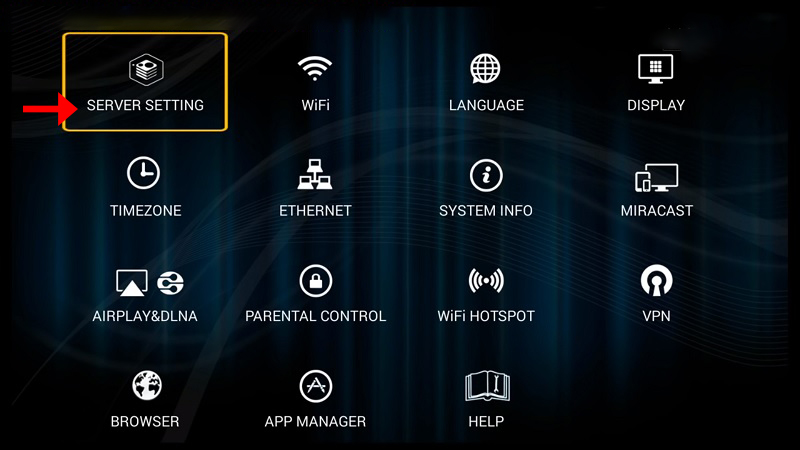 SERVER SETTING
WiFi
LANGUAGE
DISPLAY
TIMEZONE
ETHERNET
SYSTEM INFO
MIRACAST
AIRPLAY&DLNA
PARENTAL CONTROL
WiFi HOTSPOT
VPN
BROWSER
APP MANAGER
HELP